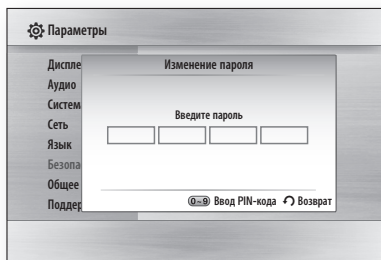 Параметры
Диспле
Изменение пароля
Аудио
Систем
Введите пароль
Сеть
Язык
Безопа
Общее
0~9 Ввод PIN-кода Возврат
Поддер